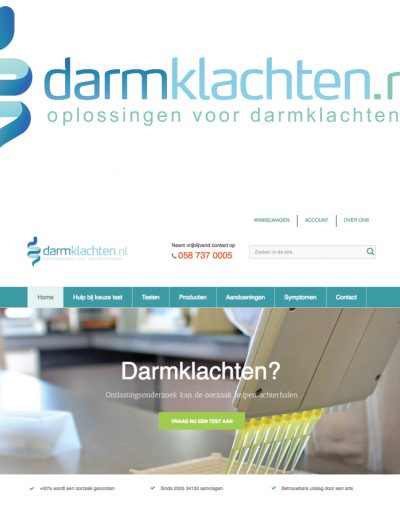 darmklachten.n
oplossingen voor darmklachten
WINKELWAGEN ACCOUNT OVER ONS
Neem vrijblijvend contact op
058 737 0005
Zoeken in de site
darmklachten.nl
oplossingen voor darmklachten
Home Hulp bij keuze test Testen Producten Aandoeningen Symptomen Contact
Darmklachten?
Ontlastingsonderzoek kan de oorzaak helpen achterhalen
VRAAG NU EEN TEST AAN
+50% wordt een oorzaak gevonden Sinds 2000 34150 aanvragen Betrouwbare uitslag door een arts